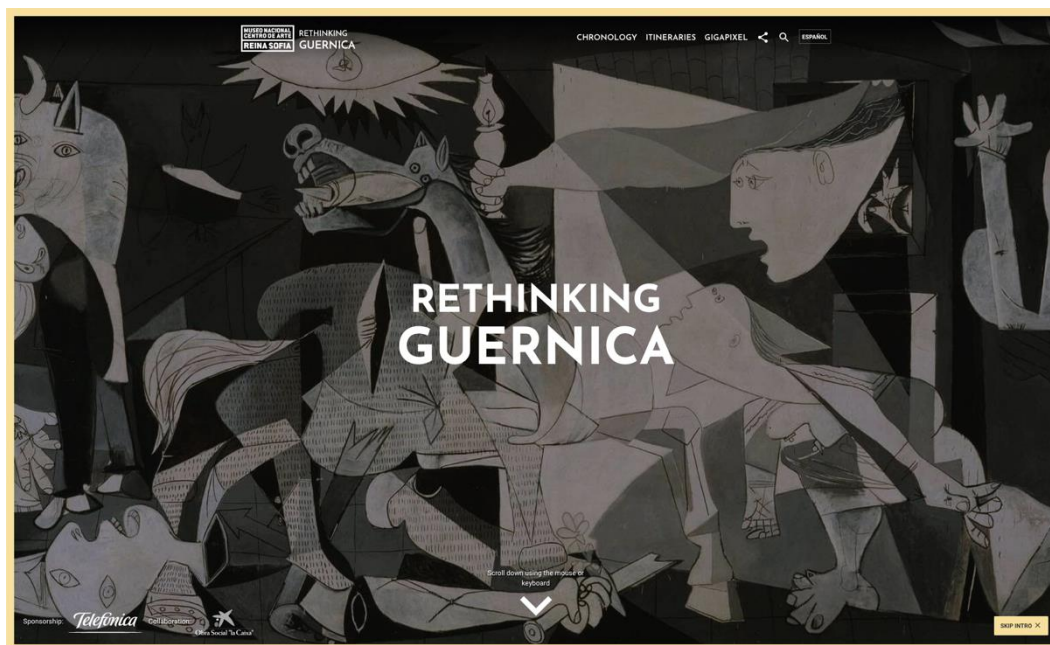 MUSEO NACIONAL
CENTRO DE ARTE
REINA SOFIA
RETHINKING
GUERNICA
CHRONOLOGY ITINERARIES GIGAPIXEL ESPAÑOL
RETHINKING
GUERNICA
Scroll down using the mouse or
keyboard
Sponsorship: Telefónica Collaboration:
Obra Social "la Caixa"
SKIP INTRO ✕